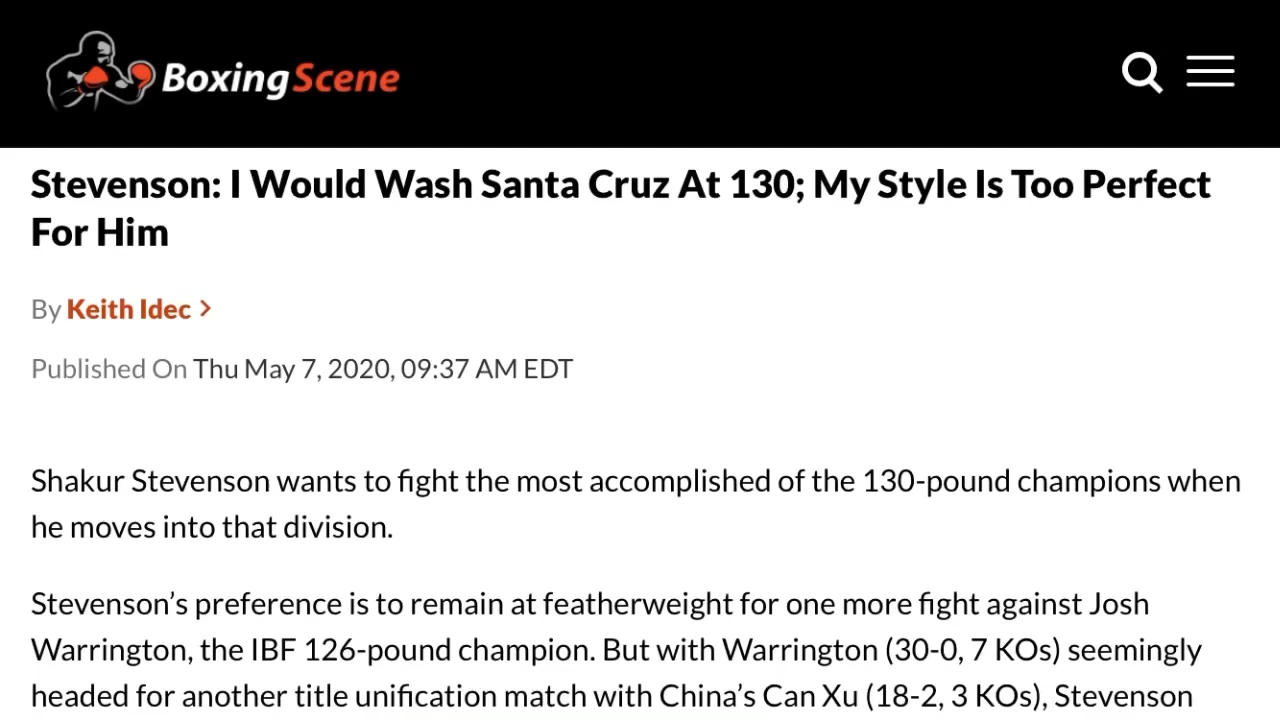 BoxingScene
Stevenson: I Would Wash Santa Cruz At 130; My Style Is Too Perfect
For Him
By Keith Idec >
Published On Thu May 7, 2020, 09:37 AM EDT
Shakur Stevenson wants to fight the most accomplished of the 130-pound champions when
he moves into that division.
Stevenson’s preference is to remain at featherweight for one more fight against Josh
Warrington, the IBF 126-pound champion. But with Warrington (30-0, 7 KOs) seemingly
headed for another title unification match with China’s Can Xu (18-2, 3 KOs), Stevenson